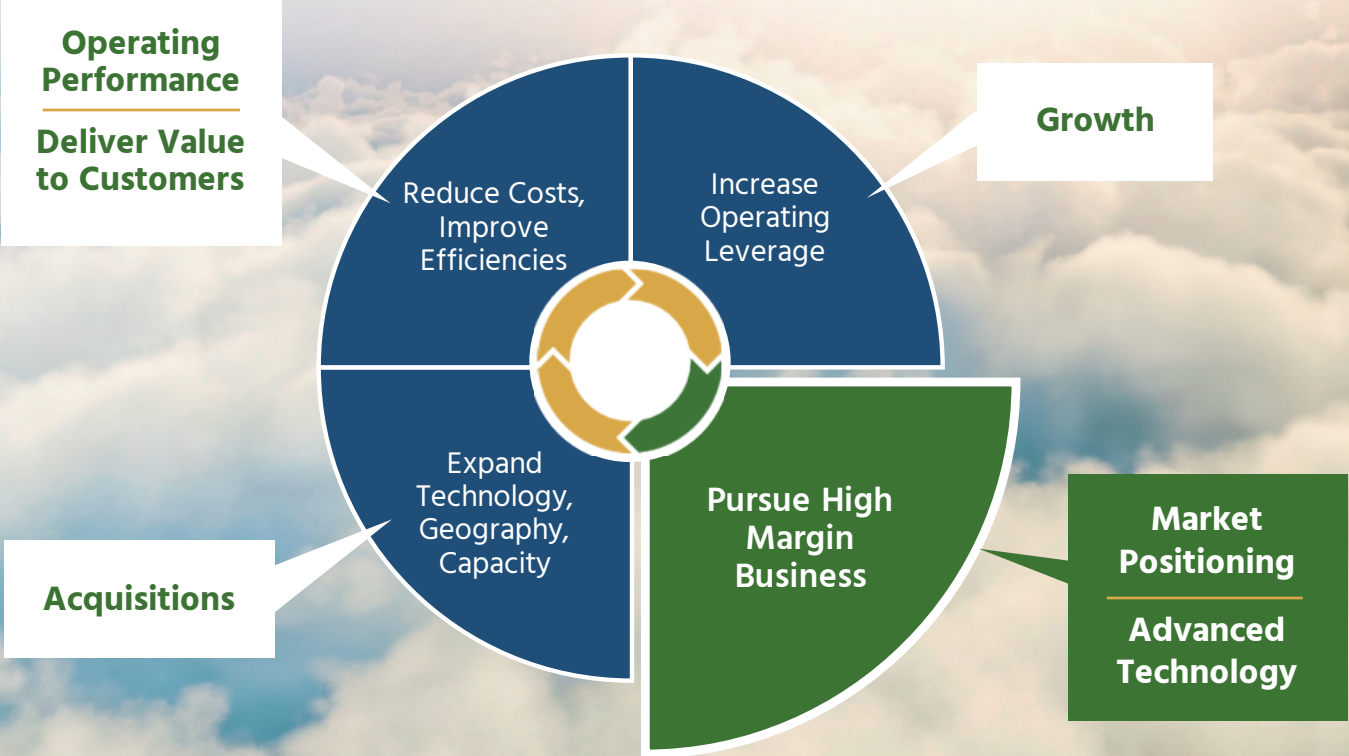 Operating
Performance
Deliver Value
to Customers
Reduce Costs,
Improve
Efficiencies
Increase
Operating
Leverage
Growth
Expand
Technology,
Geography,
Capacity
Acquisitions
Pursue High
Margin
Business
Market
Positioning
Advanced
Technology